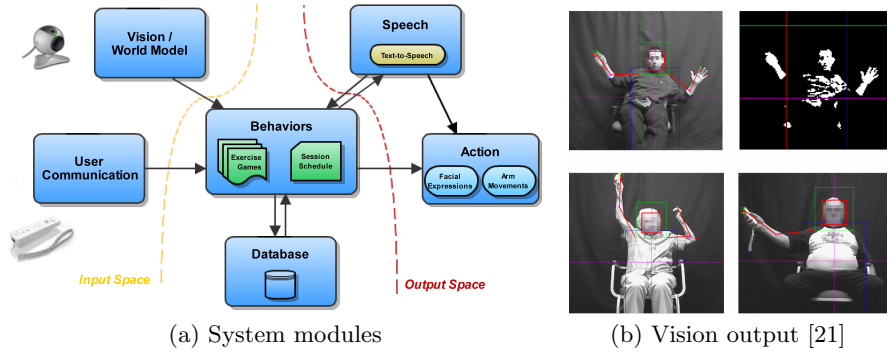 Vision /
World Model
Speech
Text-to-Speech
Behaviors
Exercise
Games
Session
Schedule
User
Communication
Action
Facial
Expressions
Arm
Movements
Database
Input Space
Output Space
(a) System modules
(b) Vision output [21]